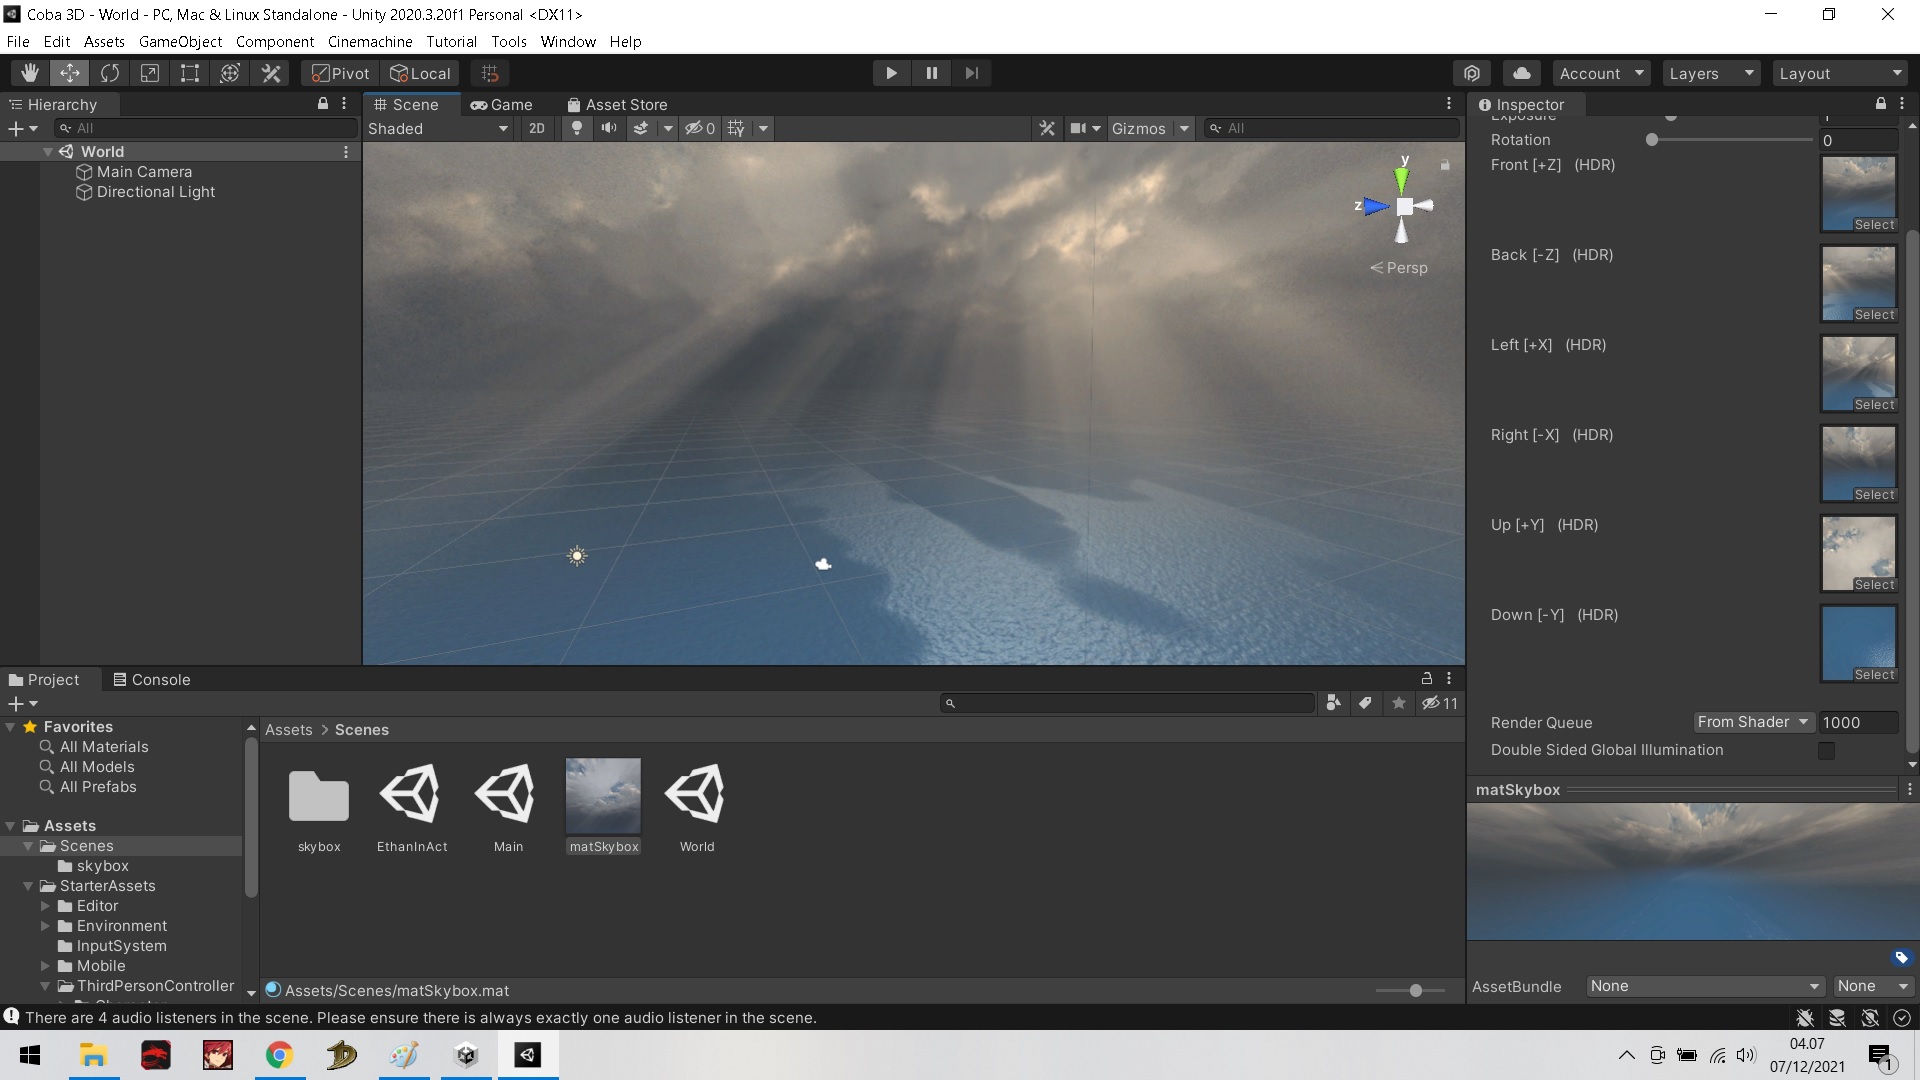 Coba 3D - World - PC, Mac & Linux Standalone - Unity 2020.3.20f1 Personal <DX11>
File Edit Assets GameObject Component Cinemachine Tutorial Tools Window Help
Pivot Local Account Layers Layout
Hierarchy
All
World
Main Camera
Directional Light
Scene Game Asset Store
Shaded 2D 0 Gizmos All
y
z
Persp
Inspector
Exposure 1
Rotation 0
Front [+Z] (HDR)
Select
Back [-Z] (HDR)
Select
Left [+X] (HDR)
Select
Right [-X] (HDR)
Select
Up [+Y] (HDR)
Select
Down [-Y] (HDR)
Select
Render Queue From Shader 1000
Double Sided Global Illumination
matSkybox
AssetBundle None None
Project Console
11
Favorites
All Materials
All Models
All Prefabs
Assets
Scenes
skybox
StarterAssets
Editor
Environment
InputSystem
Mobile
ThirdPersonController
Assets > Scenes
skybox EthanInAct Main matSkybox World
Assets/Scenes/matSkybox.mat
There are 4 audio listeners in the scene. Please ensure there is always exactly one audio listener in the scene.
04.07
07/12/2021
1